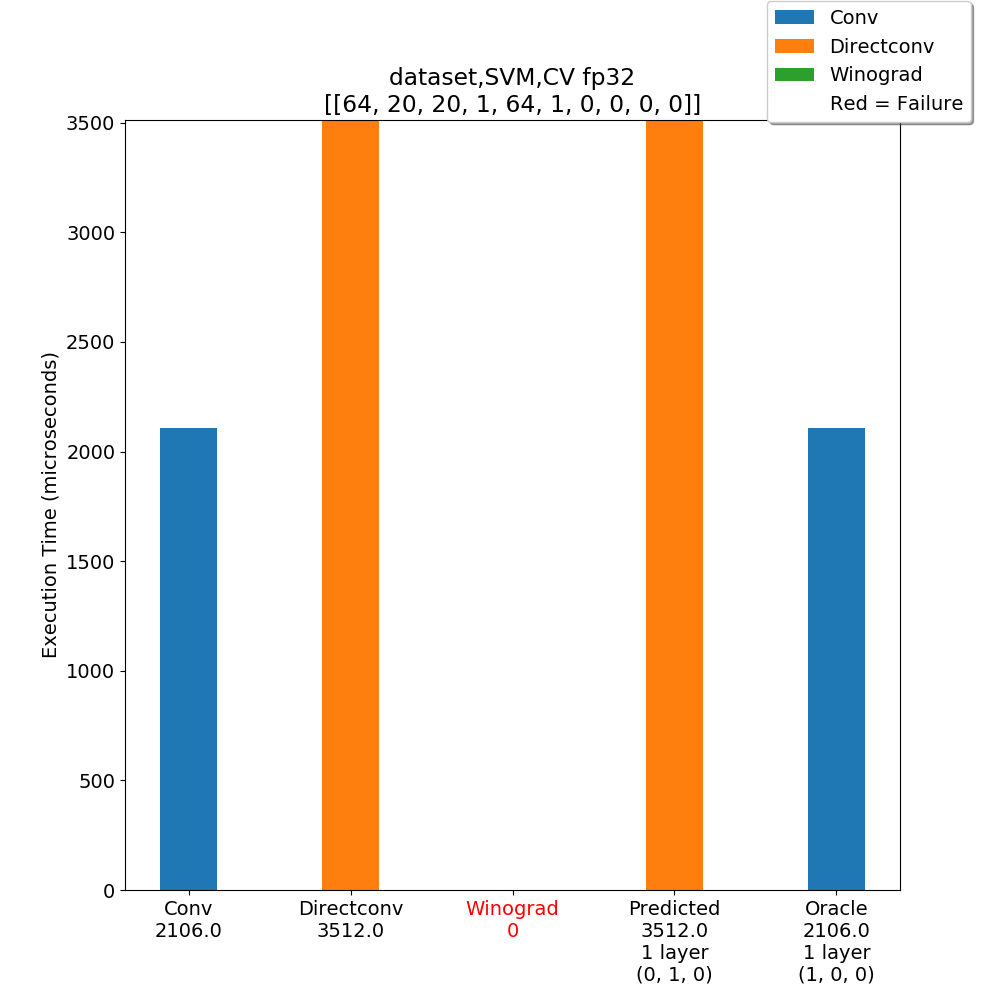 Conv
Directconv
Winograd
Red = Failure
dataset,SVM,CV fp32
[[64, 20, 20, 1, 64, 1, 0, 0, 0, 0]]
3500
3000
2500
2000
1500
1000
500
0
Execution Time (microseconds)
Conv
2106.0
Directconv
3512.0
Winograd
0
Predicted
3512.0
1 layer
(0, 1, 0)
Oracle
2106.0
1 layer
(1, 0, 0)